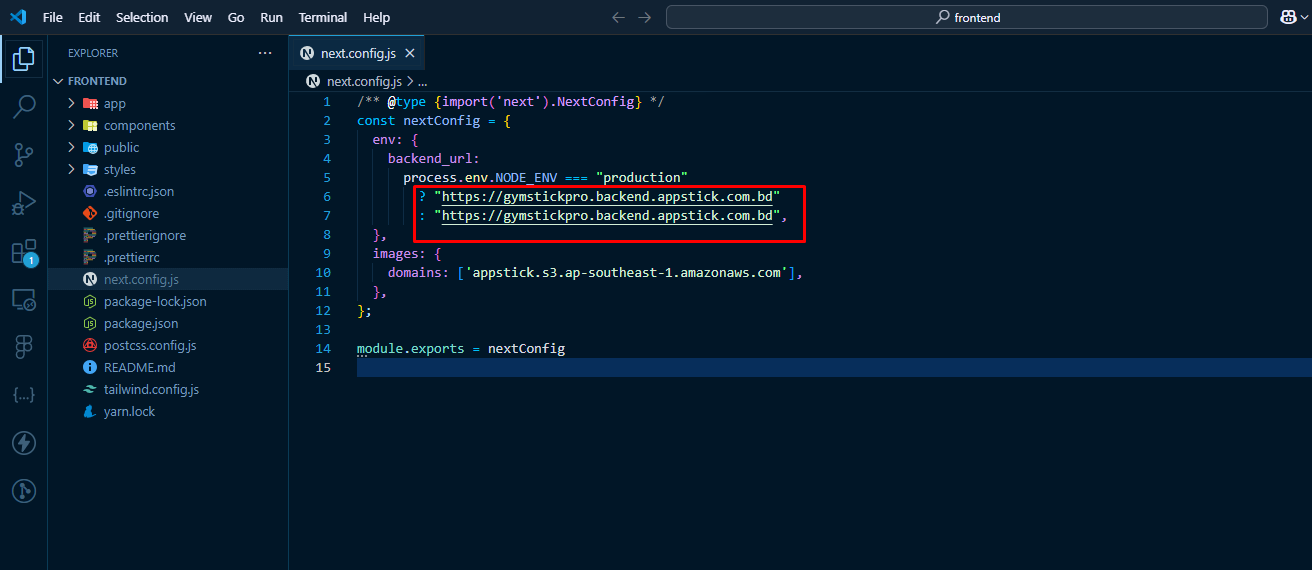 File Edit Selection View Go Run Terminal Help
frontend
EXPLORER
FRONTEND
app
components
public
styles
.eslintrc.json
.gitignore
.prettierignore
.prettierrc
next.config.js
package-lock.json
package.json
postcss.config.js
README.md
tailwind.config.js
yarn.lock
1
next.config.js
next.config.js > ...
1 /** @type {import('next').NextConfig} */
2 const nextConfig = {
3 env: {
4 backend_url:
5 process.env.NODE_ENV === "production"
6 ? "https://gymstickpro.backend.appstick.com.bd"
7 : "https://gymstickpro.backend.appstick.com.bd",
8 },
9 images: {
10 domains: ['appstick.s3.ap-southeast-1.amazonaws.com'],
11 },
12 };
13
14 module.exports = nextConfig
15